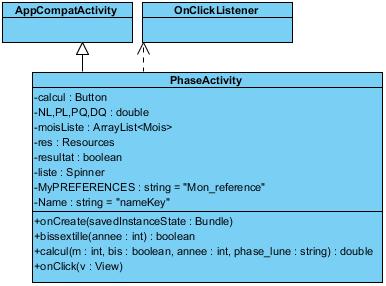 AppCompatActivity
OnClickListener
PhaseActivity
-calcul : Button
-NL,PL,PQ,DQ : double
-moisListe : ArrayList<Mois>
-res : Resources
-resultat : boolean
-liste : Spinner
-MyPREFERENCES : string = "Mon_reference"
-Name : string = "nameKey"
+onCreate(savedInstanceState : Bundle)
+bissextille(annee : int) : boolean
+calcul(m : int, bis : boolean, annee : int, phase_lune : string) : double
+onClick(v : View)